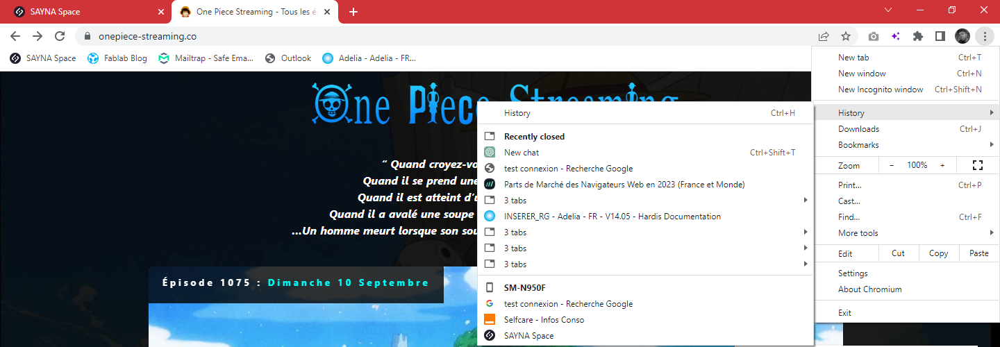 SAYNA Space
One Piece Streaming - Tous les é
onepiece-streaming.co
SAYNA Space
Fablab Blog
Mailtrap - Safe Ema...
Outlook
Adelia - Adelia - FR...
One Piece Streaming
“ Quand croyez-vo
Quand il se prend une
Quand il est atteint d'u
Quand il a avalé une soupe
...Un homme meurt lorsque son sou
Épisode 1075 : Dimanche 10 Septembre
New tab Ctrl+T
New window Ctrl+N
New Incognito window Ctrl+Shift+N
History
Downloads Ctrl+J
Bookmarks
Zoom − 100% +
Print... Ctrl+P
Cast...
Find... Ctrl+F
More tools
Edit Cut Copy Paste
Settings
About Chromium
Exit
History Ctrl+H
Recently closed
New chat Ctrl+Shift+T
test connexion - Recherche Google
Parts de Marché des Navigateurs Web en 2023 (France et Monde)
3 tabs
INSERER_RG - Adelia - FR - V14.05 - Hardis Documentation
3 tabs
3 tabs
3 tabs
SM-N950F
test connexion - Recherche Google
Selfcare - Infos Conso
SAYNA Space